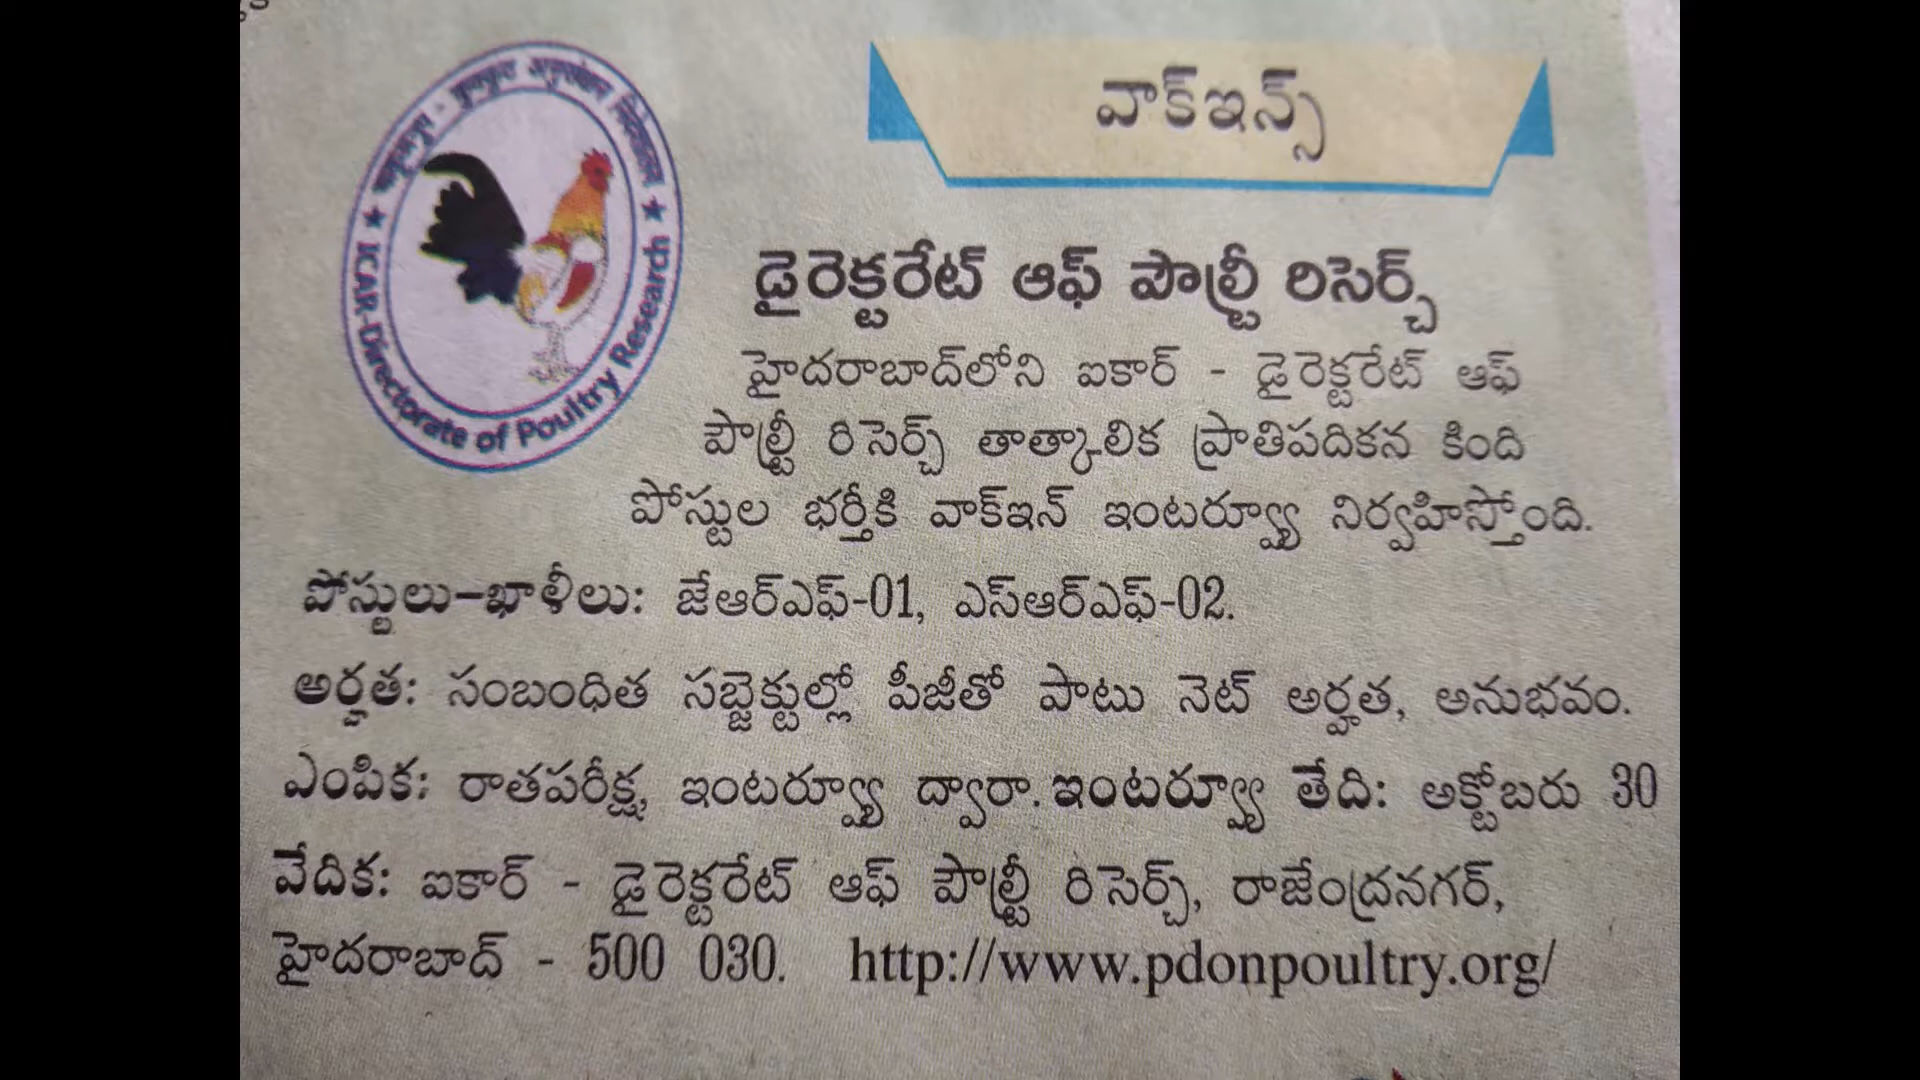 వాక్ఇన్స్
కుక్కుట अनुसंधान निदेशालय
ICAR-Directorate of Poultry Research
డైరెక్టరేట్ ఆఫ్ పౌల్ట్రీ రిసెర్చ్
హైదరాబాద్‌లోని ఐకార్ - డైరెక్టరేట్ ఆఫ్
పౌల్ట్రీ రిసెర్చ్ తాత్కాలిక ప్రాతిపదికన కింది
పోస్టుల భర్తీకి వాక్ఇన్ ఇంటర్వ్యూ నిర్వహిస్తోంది.
పోస్టులు–ఖాళీలు: జేఆర్ఎఫ్-01, ఎస్ఆర్ఎఫ్-02.
అర్హత: సంబంధిత సబ్జెక్టుల్లో పీజీతో పాటు నెట్ అర్హత, అనుభవం.
ఎంపిక: రాతపరీక్ష, ఇంటర్వ్యూ ద్వారా. ఇంటర్వ్యూ తేది: అక్టోబరు 30
వేదిక: ఐకార్ - డైరెక్టరేట్ ఆఫ్ పౌల్ట్రీ రిసెర్చ్, రాజేంద్రనగర్,
హైదరాబాద్ - 500 030. http://www.pdonpoultry.org/